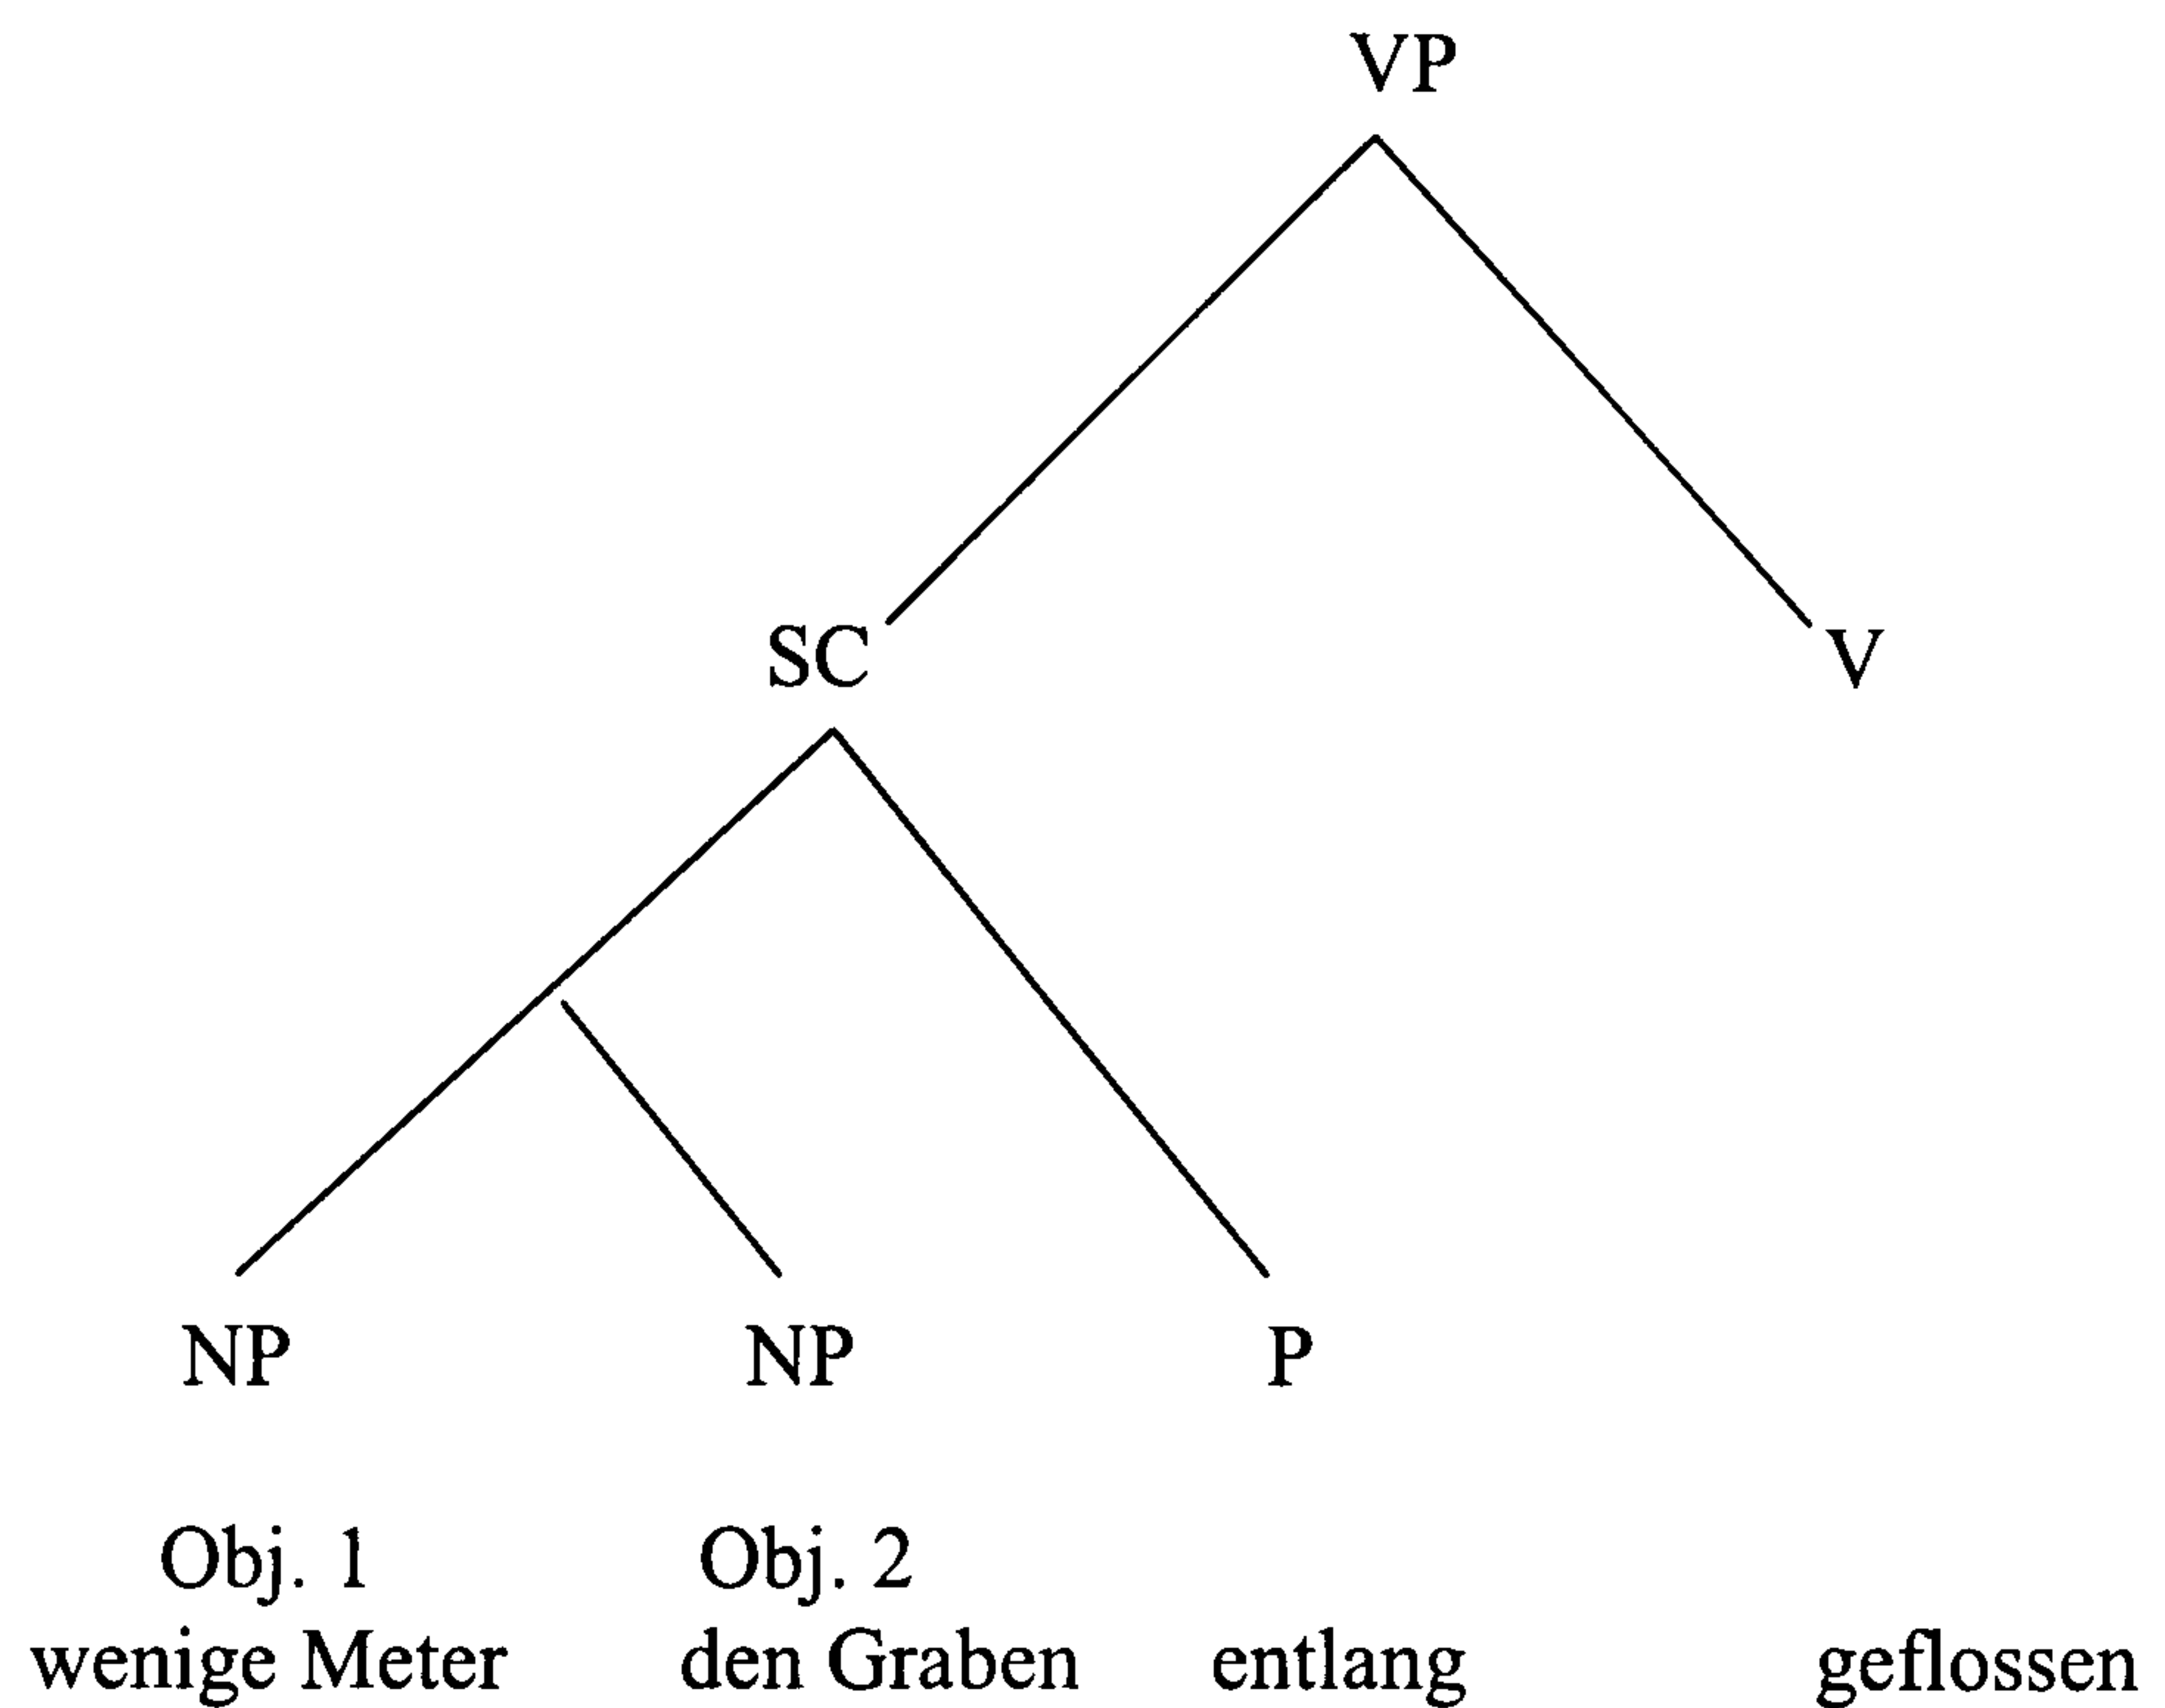 VP
SC V
NP NP P
Obj. 1 Obj. 2
wenige Meter den Graben entlang geflossen